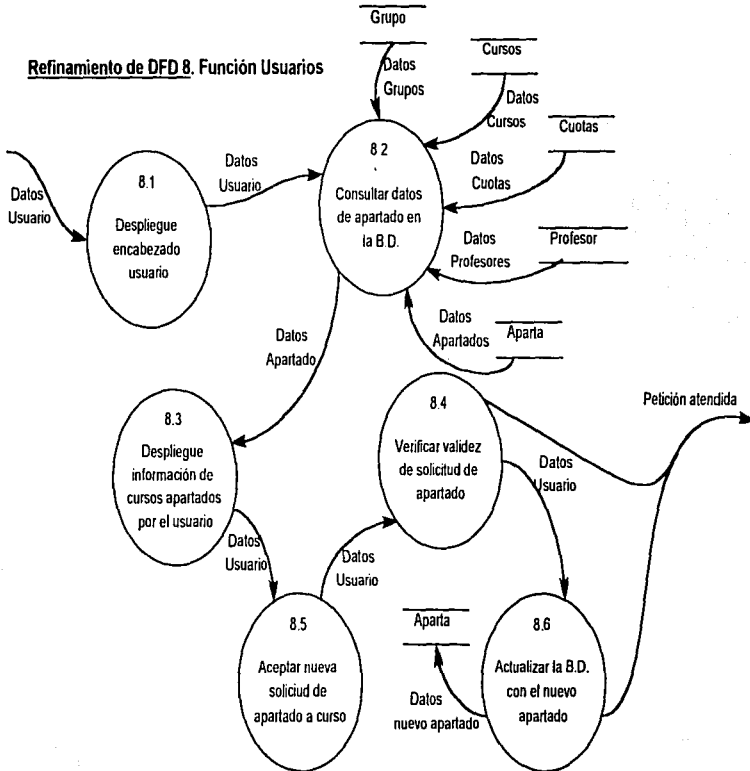 Grupo
Refinamiento de DFD 8. Función Usuarios
Datos
Grupos
Cursos
Datos
Cursos
Cuotas
Datos
Cuotas
8.2
Consultar datos
de apartado en
la B.D.
Datos
Usuario
Datos
Usuario
8.1
Despliegue
encabezado
usuario
Datos
Profesores
Profesor
Datos
Apartados
Aparta
Datos
Apartado
8.3
Despliegue
información de
cursos apartados
por el usuario
8.4
Verificar validez
de solicitud de
apartado
Petición atendida
Datos
Usuario
Datos
Usuario
Datos
Usuario
8.5
Aceptar nueva
soliciud de
apartado a curso
Aparta
Datos
nuevo apartado
8.6
Actualizar la B.D.
con el nuevo
apartado